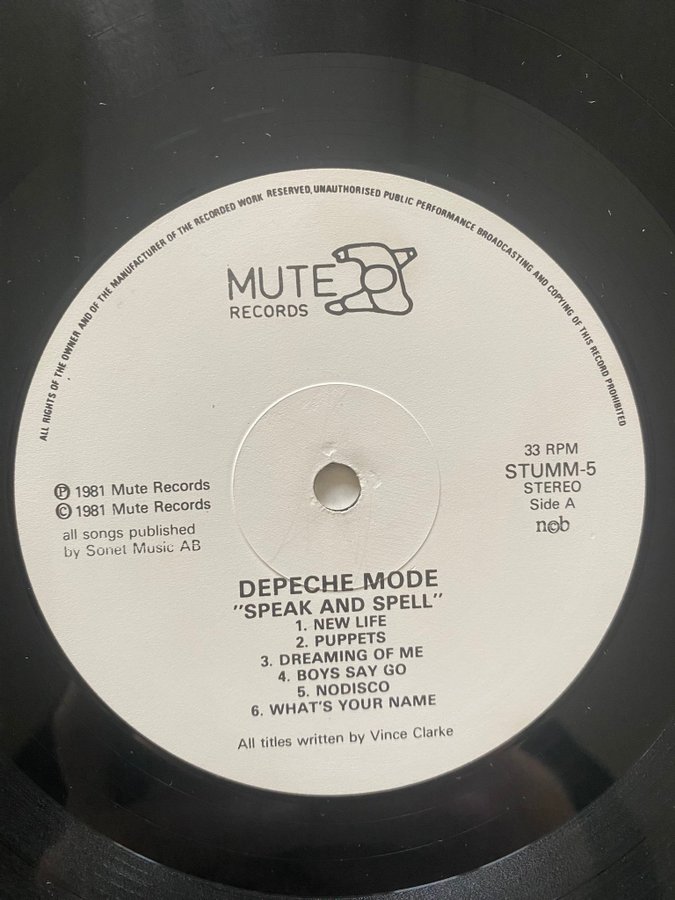 ALL RIGHTS OF THE OWNER AND OF THE MANUFACTURER OF THE RECORDED WORK RESERVED, UNAUTHORISED PUBLIC PERFORMANCE BROADCASTING AND COPYING OF THIS RECORD PROHIBITED
MUTE
RECORDS
33 RPM
STUMM-5
STEREO
Side A
n©b
℗ 1981 Mute Records
© 1981 Mute Records
all songs published
by Sonet Music AB
DEPECHE MODE
"SPEAK AND SPELL"
1. NEW LIFE
2. PUPPETS
3. DREAMING OF ME
4. BOYS SAY GO
5. NODISCO
6. WHAT'S YOUR NAME
All titles written by Vince Clarke